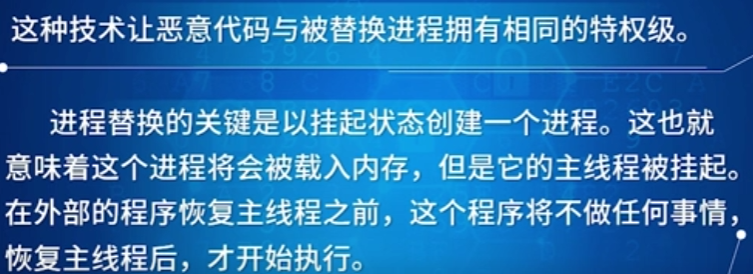 这种技术让恶意代码与被替换进程拥有相同的特权级。
进程替换的关键是以挂起状态创建一个进程。这也就
意味着这个进程将会被载入内存，但是它的主线程被挂起。
在外部的程序恢复主线程之前，这个程序将不做任何事情，
恢复主线程后，才开始执行。